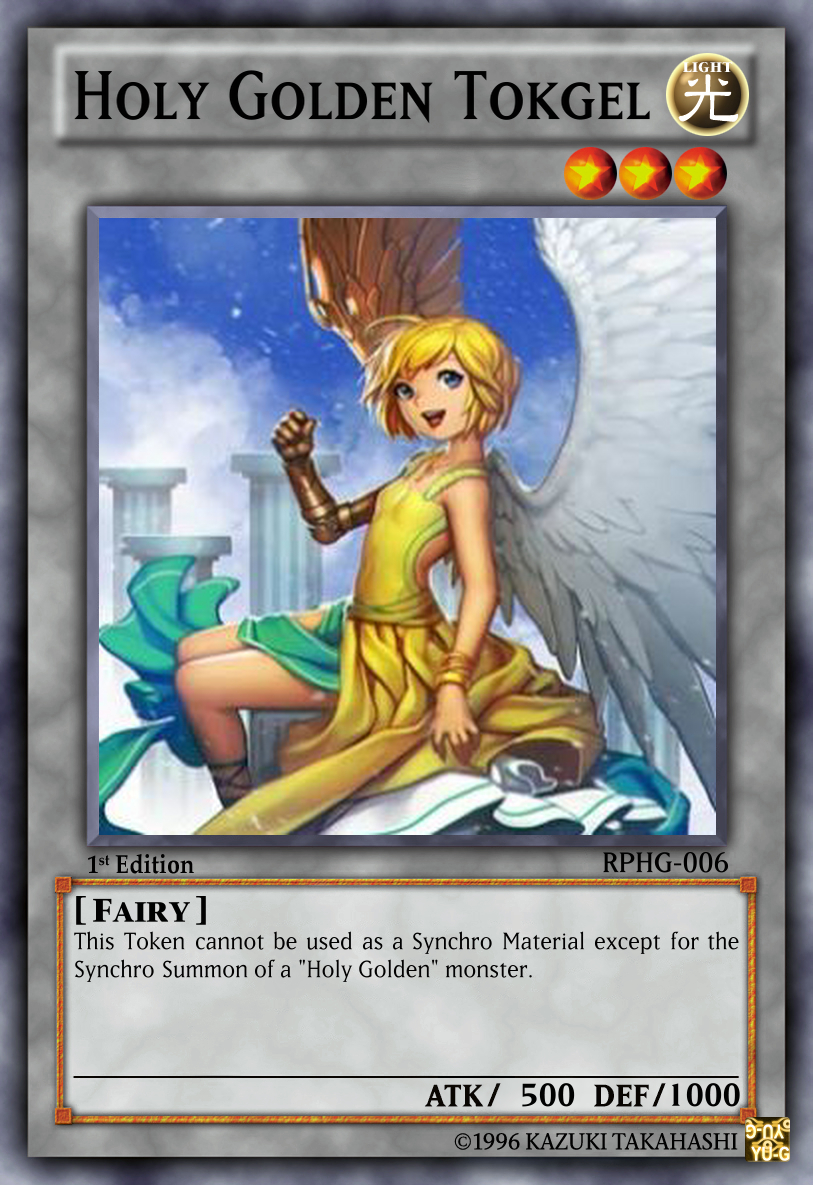 Holy Golden Tokgel
LIGHT
光
1st Edition
RPHG-006
[ Fairy ]
This Token cannot be used as a Synchro Material except for the
Synchro Summon of a "Holy Golden" monster.
ATK/ 500 DEF/1000
©1996 KAZUKI TAKAHASHI